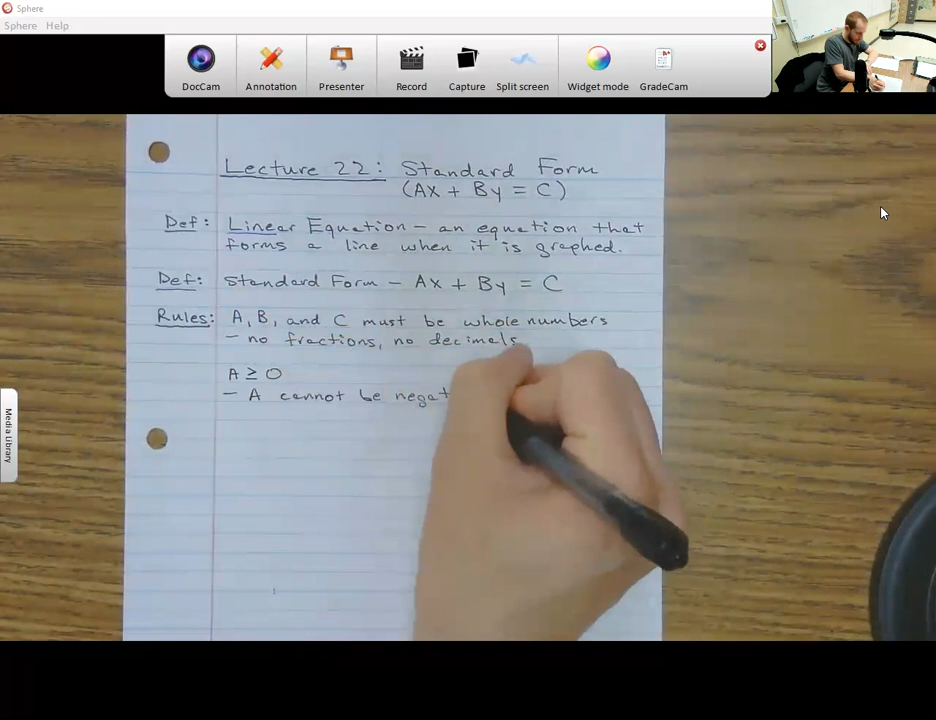 Sphere
Sphere Help
DocCam Annotation Presenter Record Capture Split screen Widget mode GradeCam
Media Library
Lecture 22: Standard Form
(Ax + By = C)
Def: Linear Equation - an equation that
forms a line when it is graphed.
Def: Standard Form - Ax + By = C
Rules: A, B, and C must be whole numbers
- no fractions, no decimals
A ≥ 0
- A cannot be negat